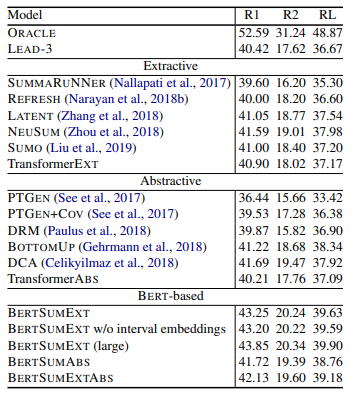 Model R1 R2 RL
ORACLE 52.59 31.24 48.87
LEAD-3 40.42 17.62 36.67
Extractive
SUMMARUNNER (Nallapati et al., 2017) 39.60 16.20 35.30
REFRESH (Narayan et al., 2018b) 40.00 18.20 36.60
LATENT (Zhang et al., 2018) 41.05 18.77 37.54
NEUSUM (Zhou et al., 2018) 41.59 19.01 37.98
SUMO (Liu et al., 2019) 41.00 18.40 37.20
TransformerEXT 40.90 18.02 37.17
Abstractive
PTGEN (See et al., 2017) 36.44 15.66 33.42
PTGEN+COV (See et al., 2017) 39.53 17.28 36.38
DRM (Paulus et al., 2018) 39.87 15.82 36.90
BOTTOMUP (Gehrmann et al., 2018) 41.22 18.68 38.34
DCA (Celikyilmaz et al., 2018) 41.69 19.47 37.92
TransformerABS 40.21 17.76 37.09
BERT-based
BERTSUMEXT 43.25 20.24 39.63
BERTSUMEXT w/o interval embeddings 43.20 20.22 39.59
BERTSUMEXT (large) 43.85 20.34 39.90
BERTSUMABS 41.72 19.39 38.76
BERTSUMEXTABS 42.13 19.60 39.18